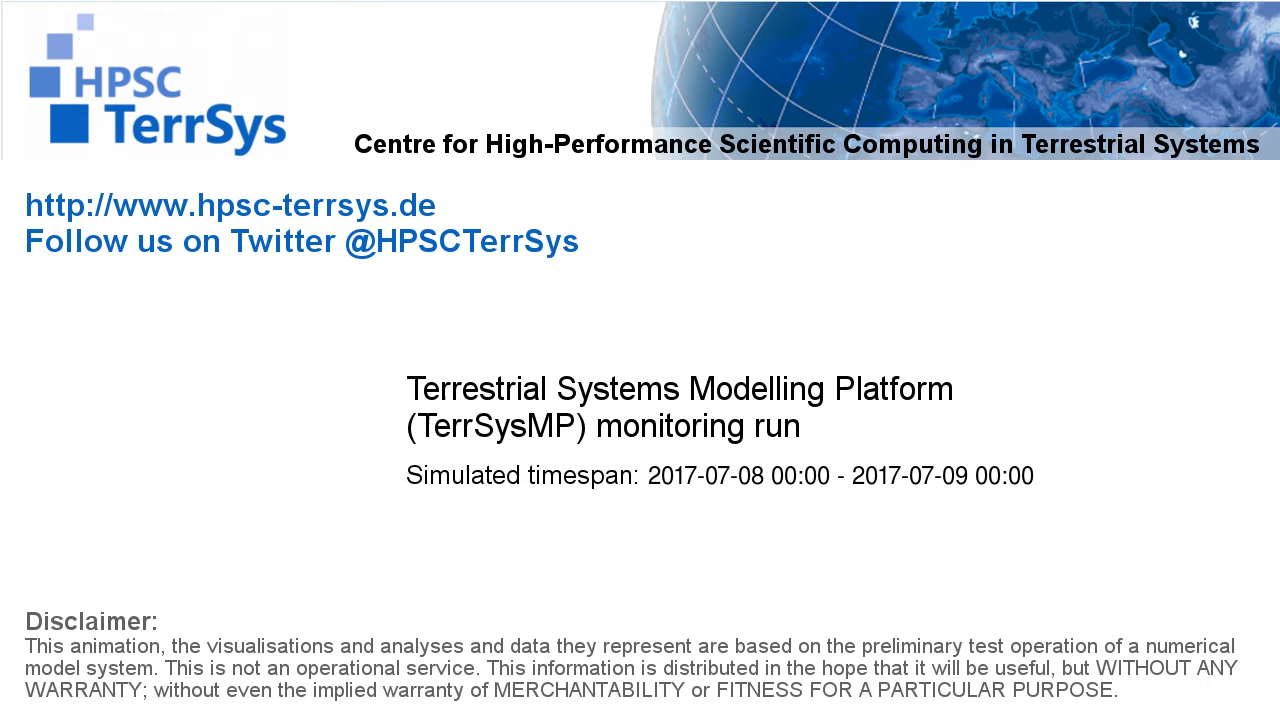 HPSC
TerrSys
Centre for High-Performance Scientific Computing in Terrestrial Systems
http://www.hpsc-terrsys.de
Follow us on Twitter @HPSCTerrSys
Terrestrial Systems Modelling Platform
(TerrSysMP) monitoring run
Simulated timespan: 2017-07-08 00:00 - 2017-07-09 00:00
Disclaimer:
This animation, the visualisations and analyses and data they represent are based on the preliminary test operation of a numerical
model system. This is not an operational service. This information is distributed in the hope that it will be useful, but WITHOUT ANY
WARRANTY; without even the implied warranty of MERCHANTABILITY or FITNESS FOR A PARTICULAR PURPOSE.